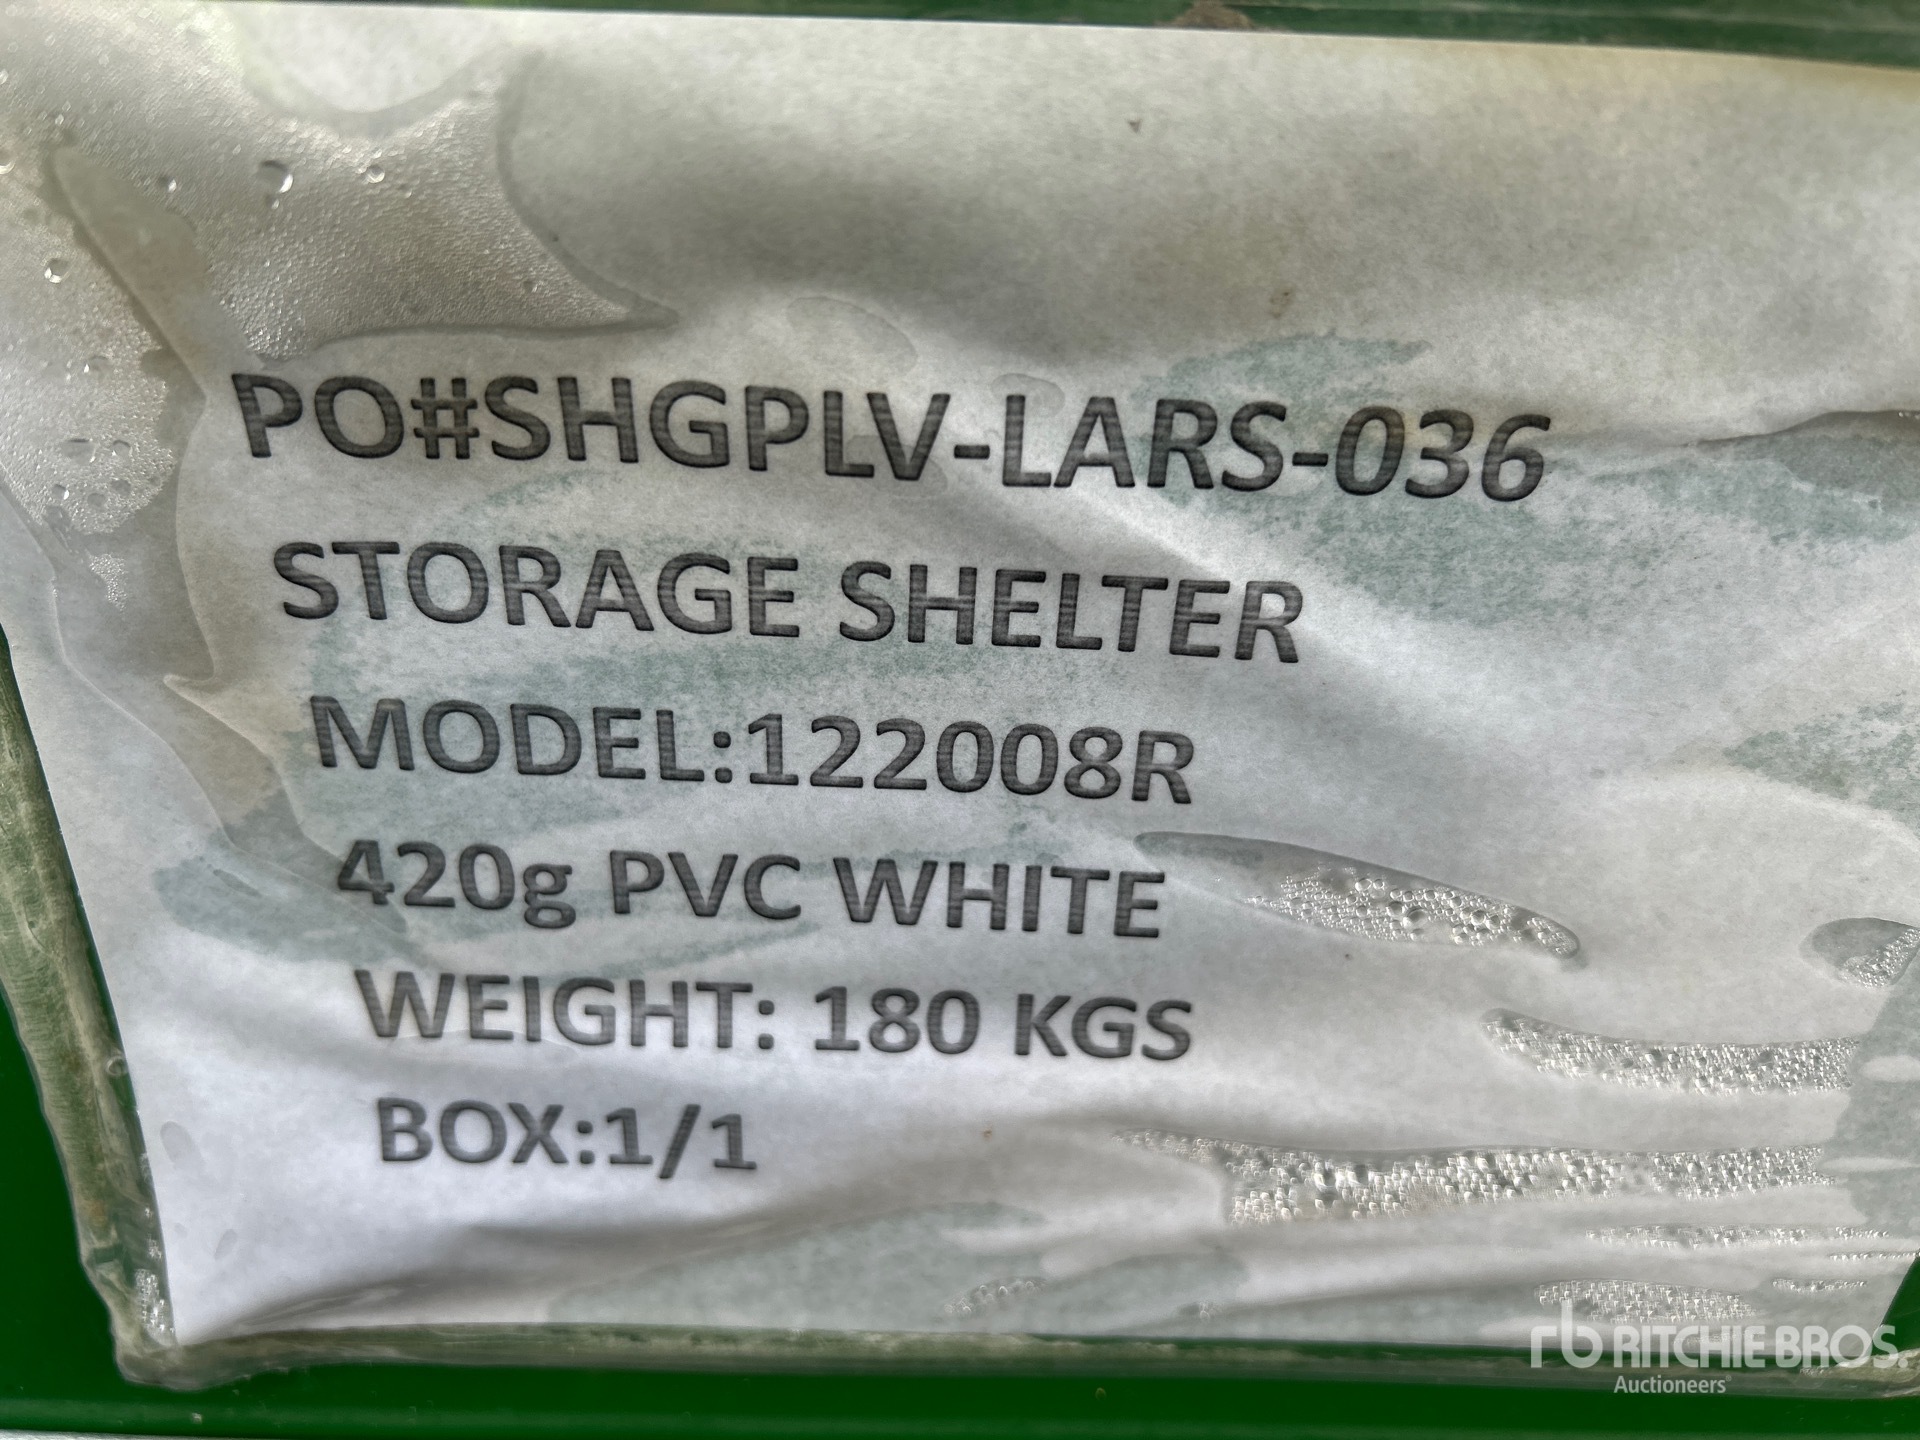 PO#SHGPLV-LARS-036
STORAGE SHELTER
MODEL:122008R
420g PVC WHITE
WEIGHT: 180 KGS
BOX:1/1
rb RITCHIE BROS.
Auctioneers